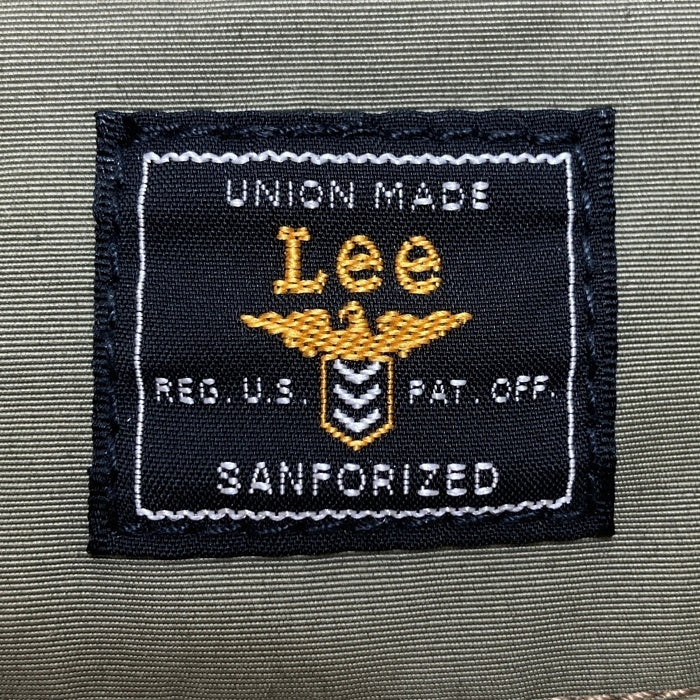 UNION MADE
Lee
REG. U.S. PAT. OFF.
SANFORIZED